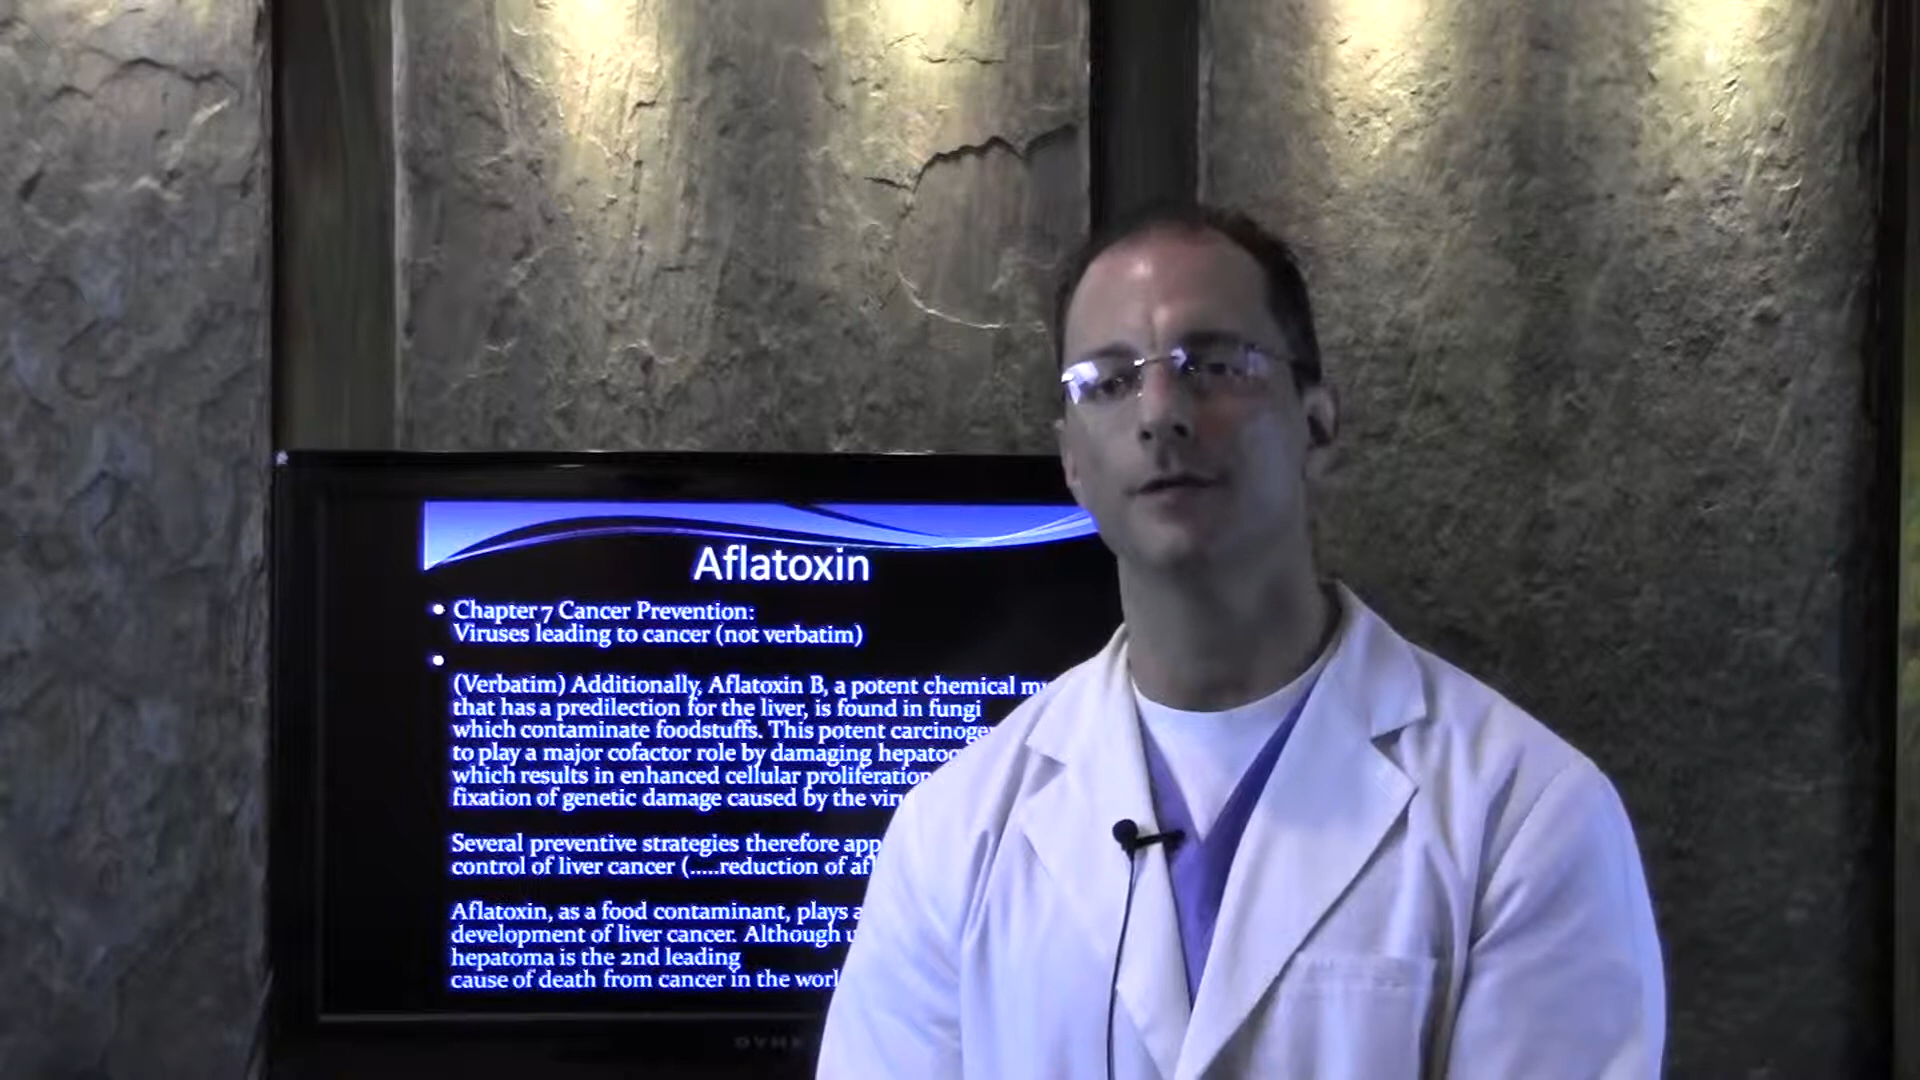 Aflatoxin
Chapter 7 Cancer Prevention:
Viruses leading to cancer (not verbatim)
(Verbatim) Additionally, Aflatoxin B, a potent chemical
that has a predilection for the liver, is found in fungi
which contaminate foodstuffs. This potent
to play a major cofactor role by damaging
which results in enhanced cellular proliferation
fixation of genetic damage caused by the
Several preventive strategies therefore
control of liver cancer (.....reduction of
Aflatoxin, as a food contaminant, plays
development of liver cancer. Although
hepatoma is the 2nd leading
cause of death from cancer in the